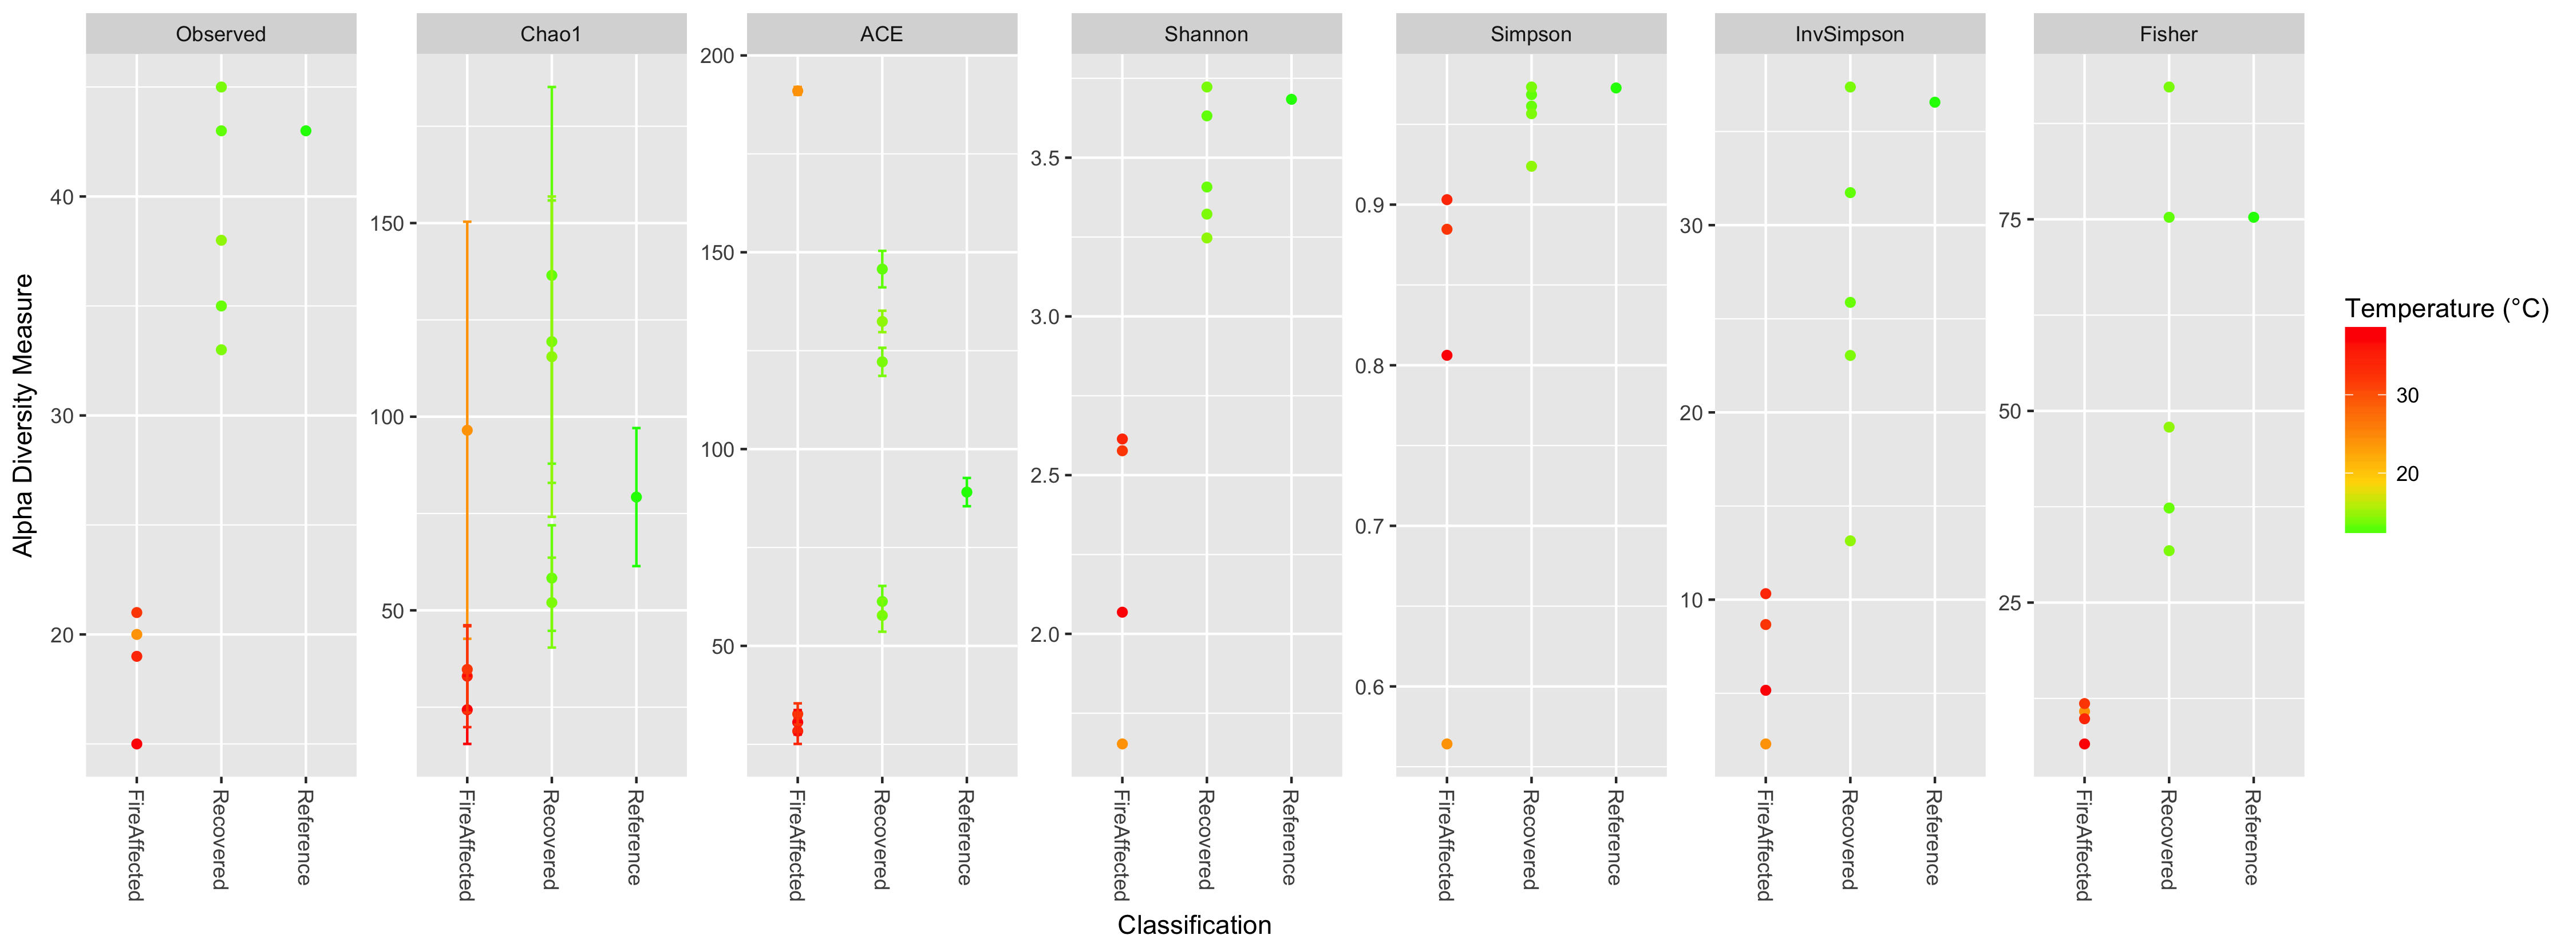 Observed
Chao1
ACE
Shannon
Simpson
InvSimpson
Fisher
Alpha Diversity Measure
40
30
20
150
100
50
200
150
100
50
3.5
3.0
2.5
2.0
0.9
0.8
0.7
0.6
30
20
10
75
50
25
FireAffected
Recovered
Reference
FireAffected
Recovered
Reference
FireAffected
Recovered
Reference
FireAffected
Recovered
Reference
FireAffected
Recovered
Reference
FireAffected
Recovered
Reference
FireAffected
Recovered
Reference
Classification
Temperature (°C)
30
20